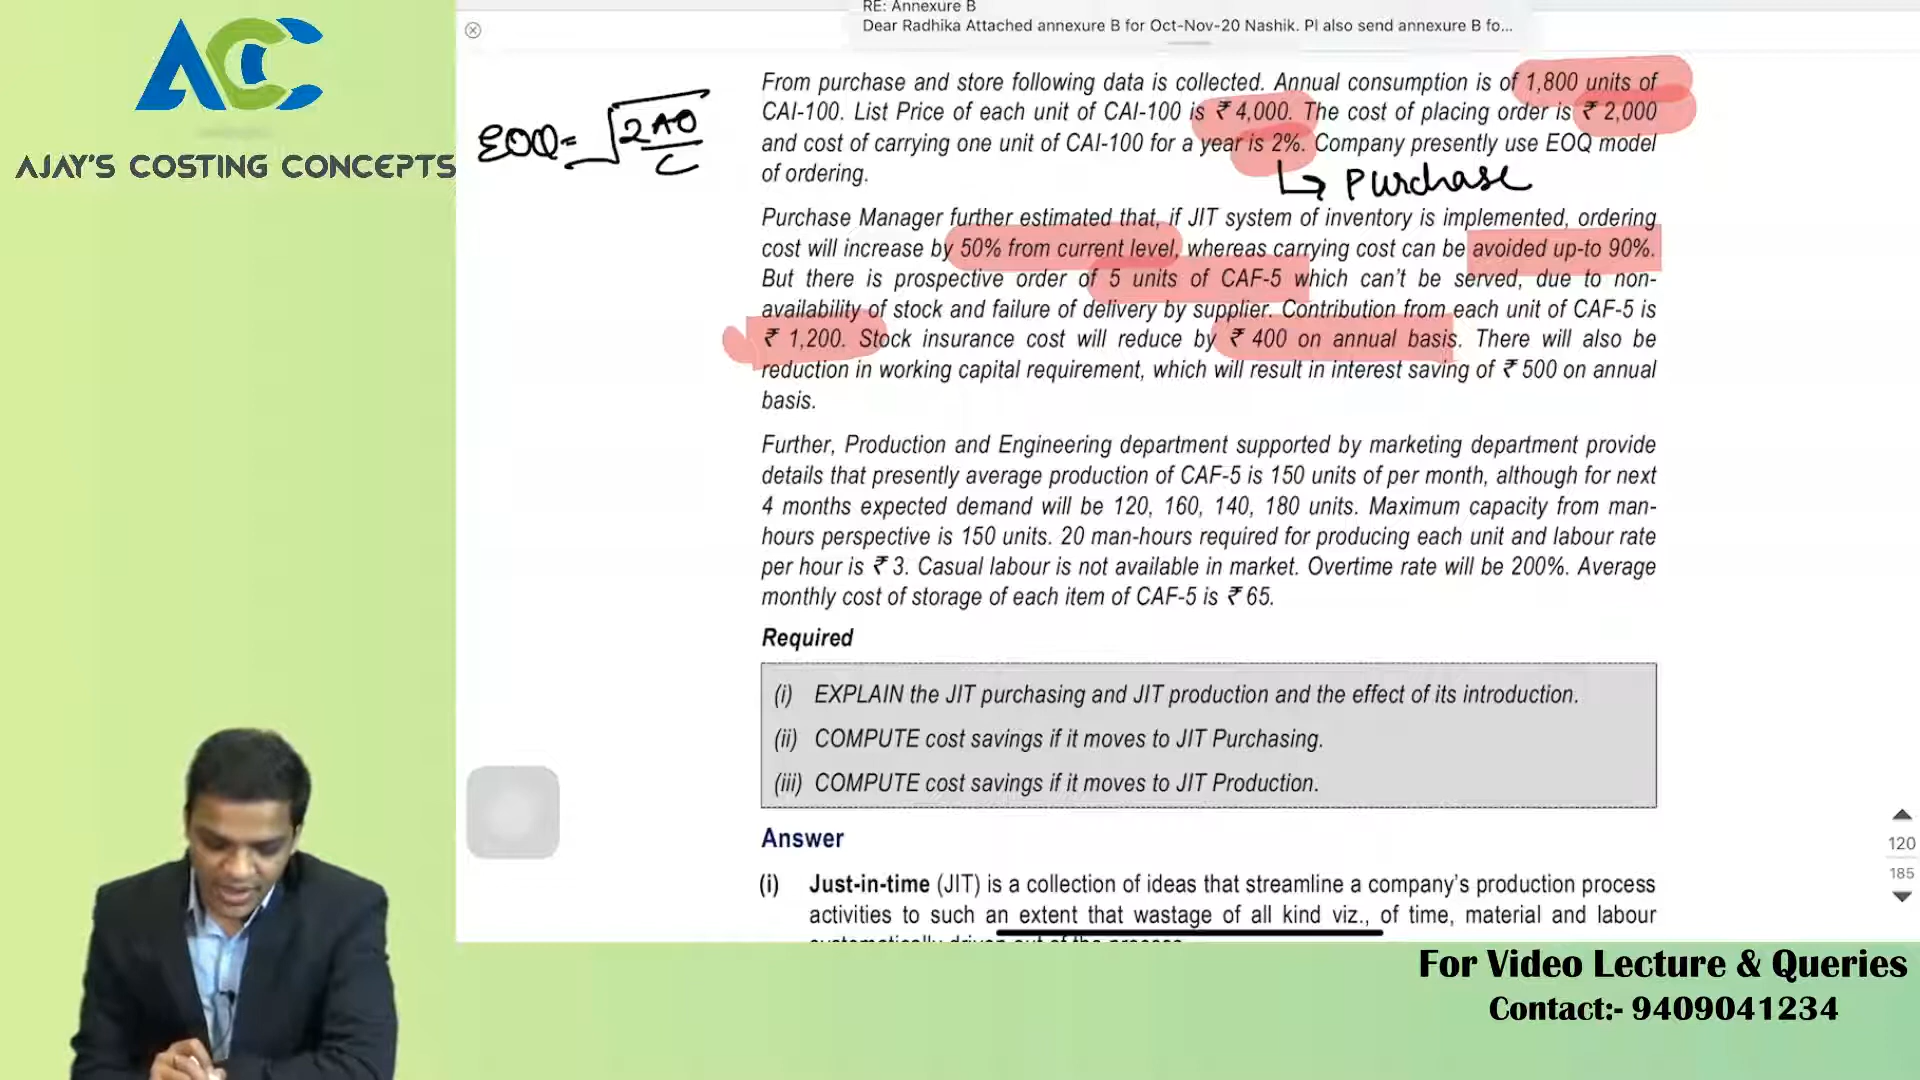 RE: Annexure B
Dear Radhika Attached annexure B for Oct-Nov-20 Nashik. Pl also send annexure B fo...
ACC
AJAY'S COSTING CONCEPTS
EOQ = √2AO/C
From purchase and store following data is collected. Annual consumption is of 1,800 units of
CAI-100. List Price of each unit of CAI-100 is ₹ 4,000. The cost of placing order is ₹ 2,000
and cost of carrying one unit of CAI-100 for a year is 2%. Company presently use EOQ model
of ordering.
↳ Purchase
Purchase Manager further estimated that, if JIT system of inventory is implemented, ordering
cost will increase by 50% from current level, whereas carrying cost can be avoided up-to 90%.
But there is prospective order of 5 units of CAF-5 which can't be served, due to non-
availability of stock and failure of delivery by supplier. Contribution from each unit of CAF-5 is
₹ 1,200. Stock insurance cost will reduce by ₹ 400 on annual basis. There will also be
reduction in working capital requirement, which will result in interest saving of ₹ 500 on annual
basis.
Further, Production and Engineering department supported by marketing department provide
details that presently average production of CAF-5 is 150 units of per month, although for next
4 months expected demand will be 120, 160, 140, 180 units. Maximum capacity from man-
hours perspective is 150 units. 20 man-hours required for producing each unit and labour rate
per hour is ₹ 3. Casual labour is not available in market. Overtime rate will be 200%. Average
monthly cost of storage of each item of CAF-5 is ₹ 65.
Required
(i) EXPLAIN the JIT purchasing and JIT production and the effect of its introduction.
(ii) COMPUTE cost savings if it moves to JIT Purchasing.
(iii) COMPUTE cost savings if it moves to JIT Production.
Answer
(i) Just-in-time (JIT) is a collection of ideas that streamline a company's production process
activities to such an extent that wastage of all kind viz., of time, material and labour
120
185
For Video Lecture & Queries
Contact:- 9409041234